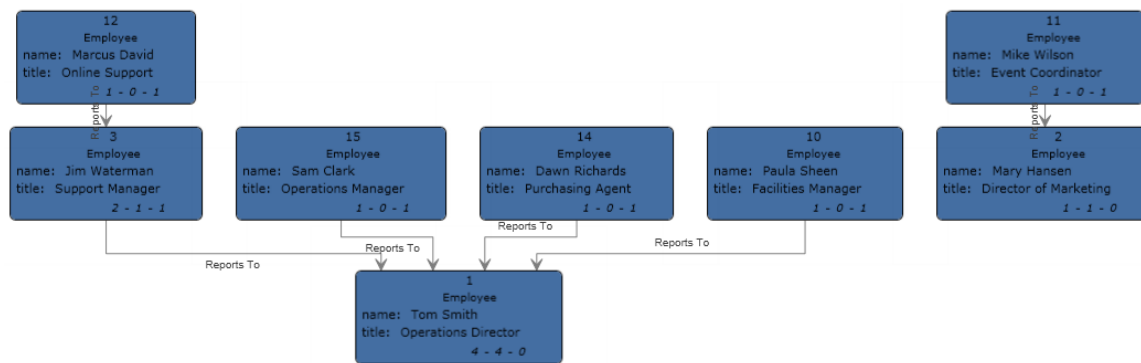 12
Employee
name: Marcus David
title: Online Support
1 - 0 - 1
11
Employee
name: Mike Wilson
title: Event Coordinator
1 - 0 - 1
Reports To
Reports To
3
Employee
name: Jim Waterman
title: Support Manager
2 - 1 - 1
15
Employee
name: Sam Clark
title: Operations Manager
1 - 0 - 1
14
Employee
name: Dawn Richards
title: Purchasing Agent
1 - 0 - 1
10
Employee
name: Paula Sheen
title: Facilities Manager
1 - 0 - 1
2
Employee
name: Mary Hansen
title: Director of Marketing
1 - 1 - 0
Reports To
Reports To
Reports To
Reports To
1
Employee
name: Tom Smith
title: Operations Director
4 - 4 - 0